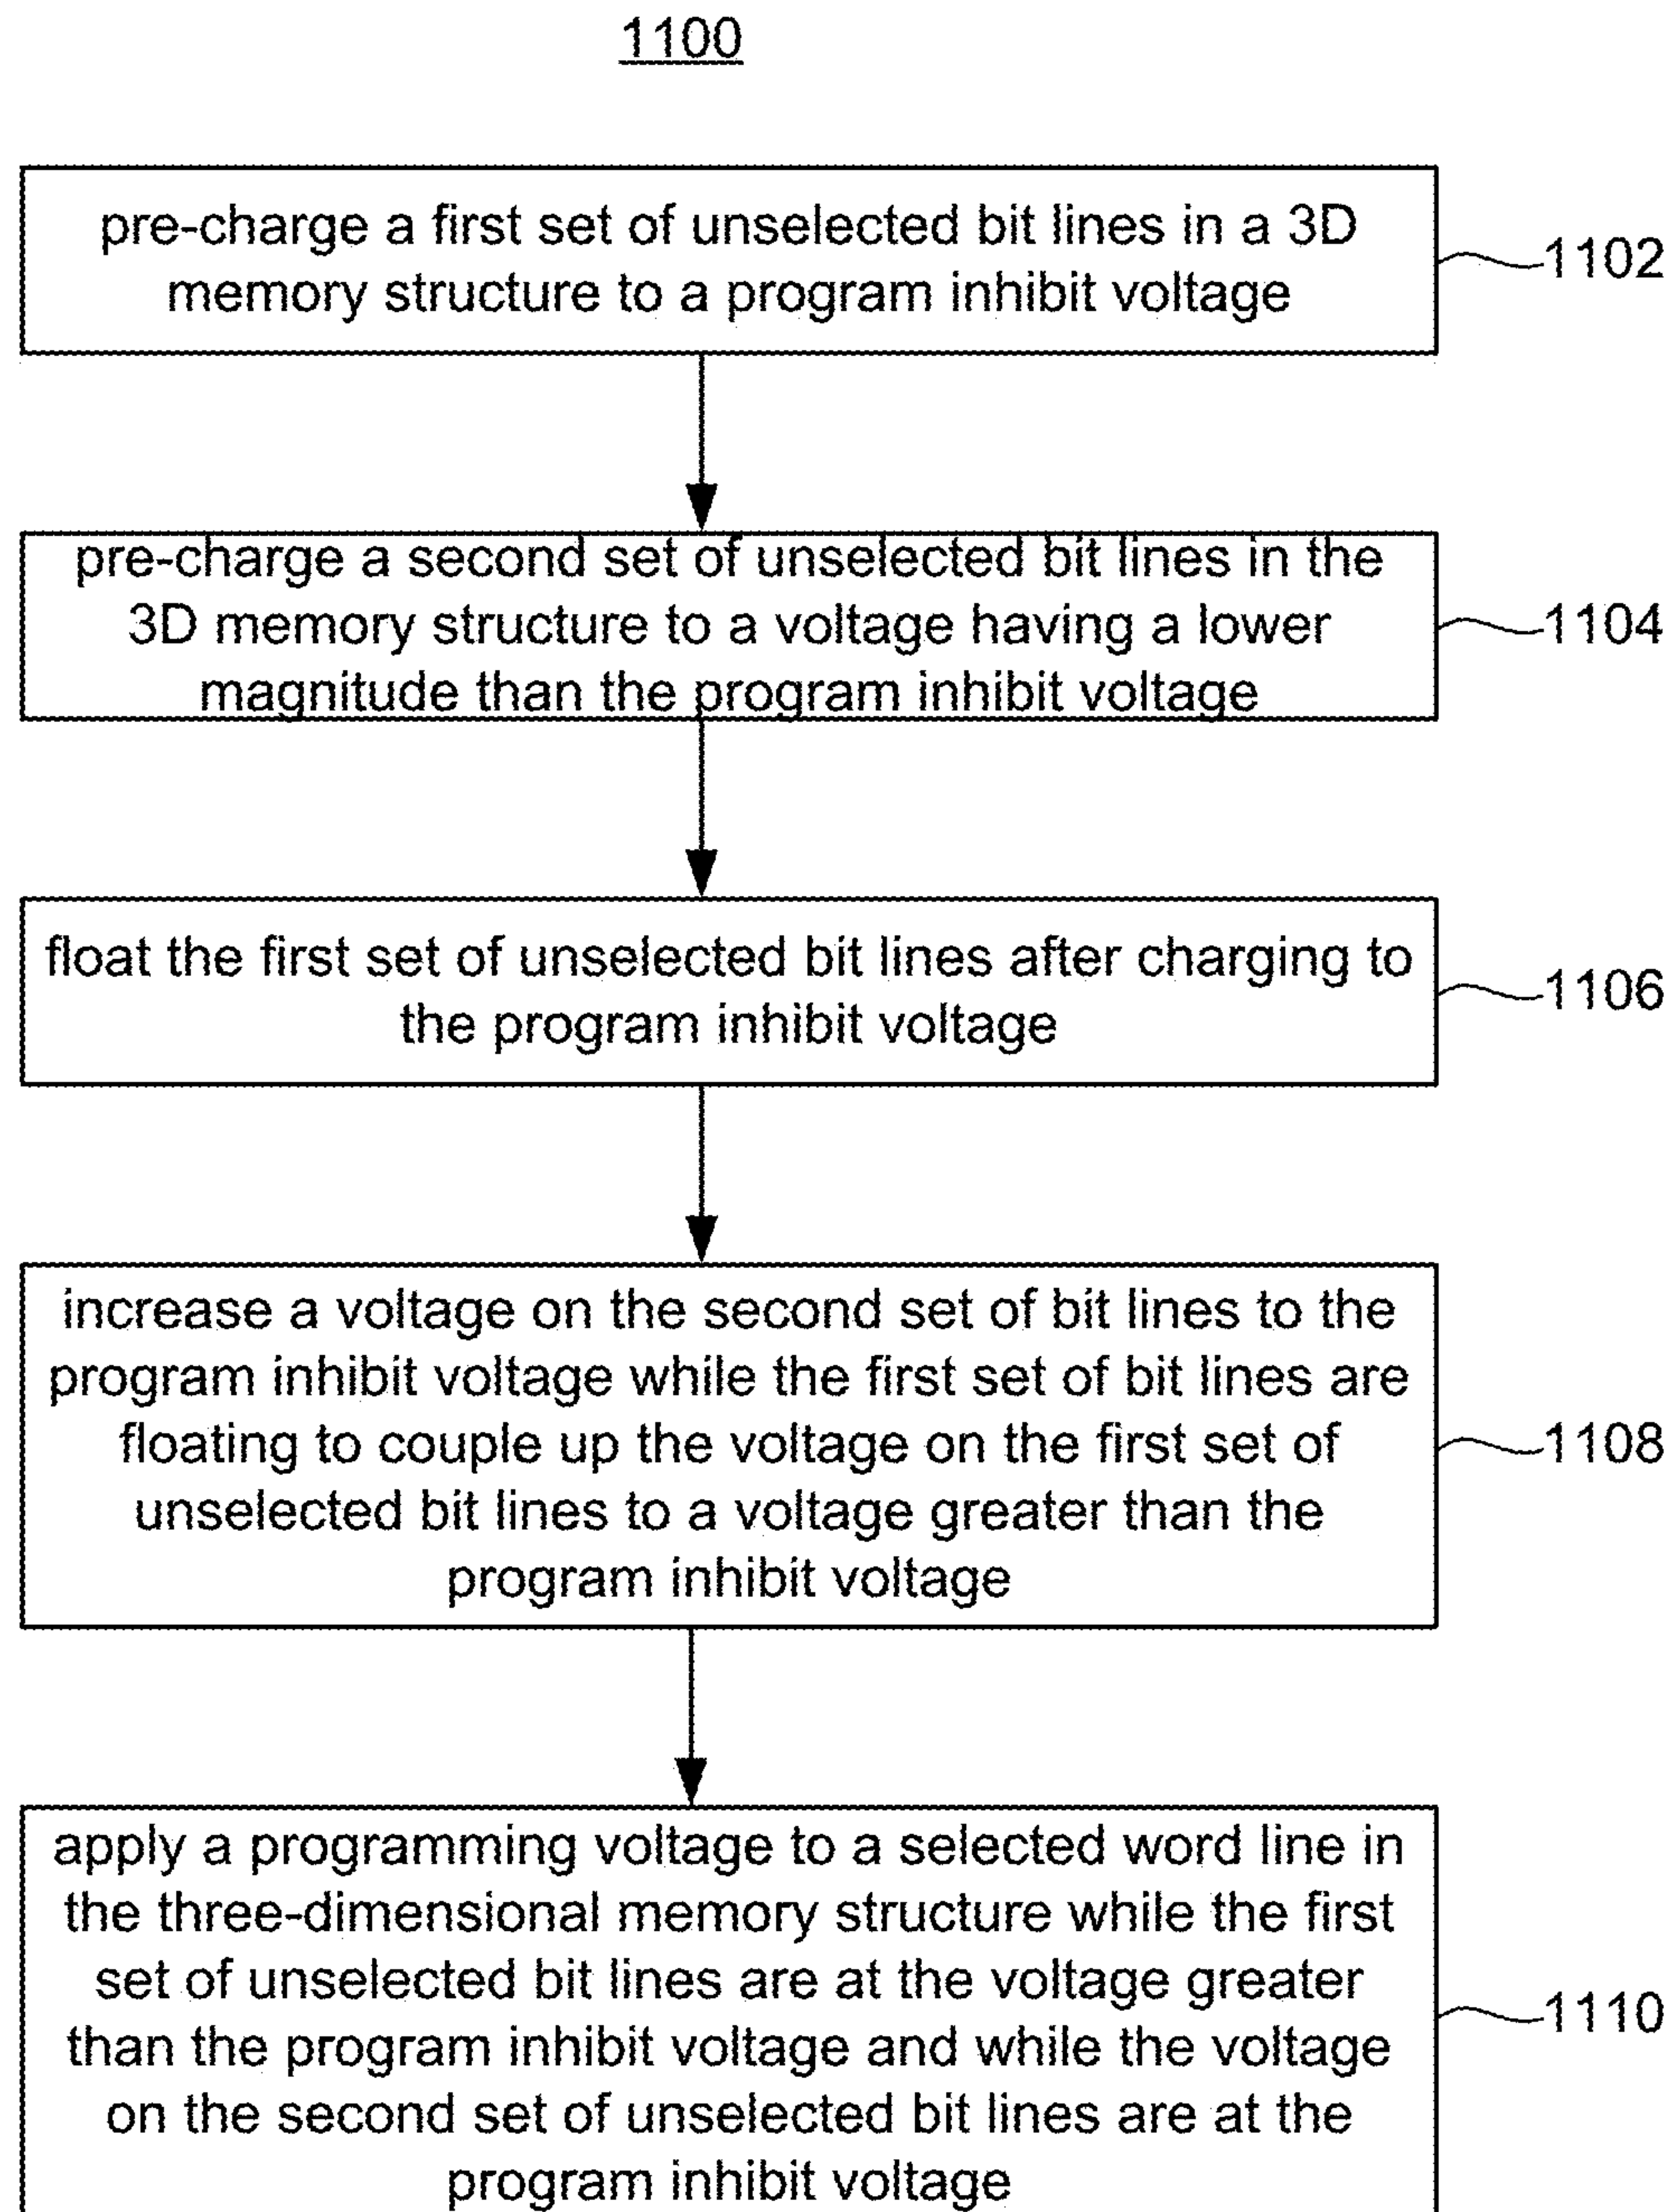 1100
pre-charge a first set of unselected bit lines in a 3D
memory structure to a program inhibit voltage
1102
pre-charge a second set of unselected bit lines in the
3D memory structure to a voltage having a lower
magnitude than the program inhibit voltage
1104
float the first set of unselected bit lines after charging to
the program inhibit voltage
1106
increase a voltage on the second set of bit lines to the
program inhibit voltage while the first set of bit lines are
floating to couple up the voltage on the first set of
unselected bit lines to a voltage greater than the
program inhibit voltage
1108
apply a programming voltage to a selected word line in
the three-dimensional memory structure while the first
set of unselected bit lines are at the voltage greater
than the program inhibit voltage and while the voltage
on the second set of unselected bit lines are at the
program inhibit voltage
1110